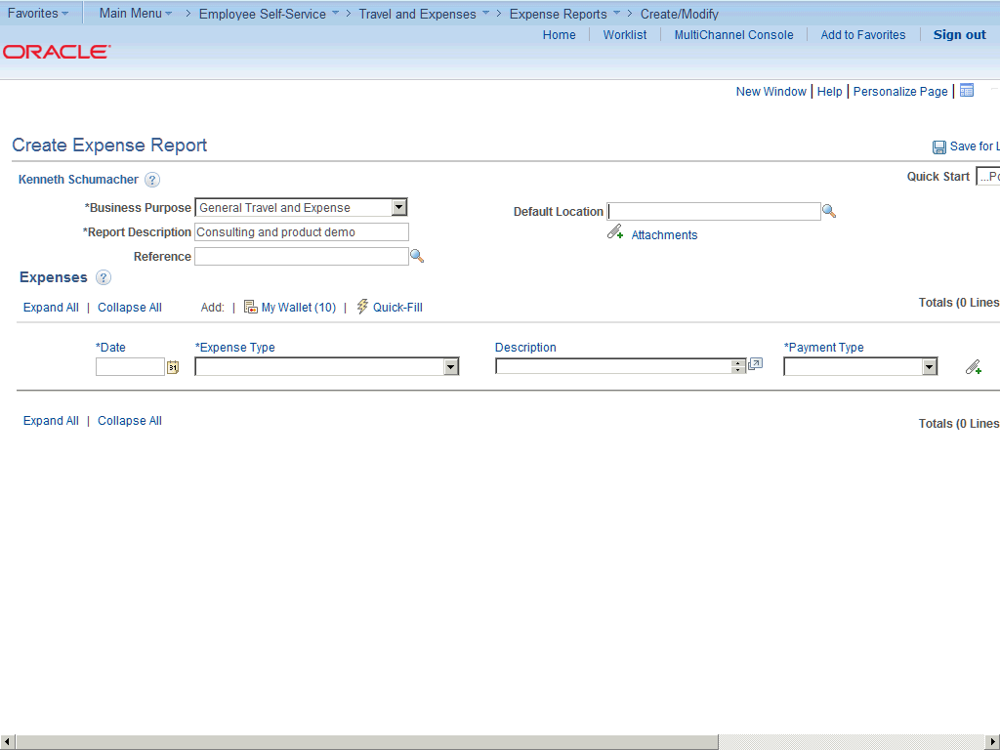 Favorites Main Menu > Employee Self-Service > Travel and Expenses > Expense Reports > Create/Modify
Home Worklist MultiChannel Console Add to Favorites Sign out
ORACLE
New Window | Help | Personalize Page |
Create Expense Report
Save for L
Kenneth Schumacher ?
Quick Start ...Po
*Business Purpose General Travel and Expense
Default Location
*Report Description Consulting and product demo
Attachments
Reference
Expenses ?
Expand All | Collapse All Add: | My Wallet (10) | Quick-Fill
Totals (0 Lines
*Date *Expense Type Description *Payment Type
31
Expand All | Collapse All
Totals (0 Lines